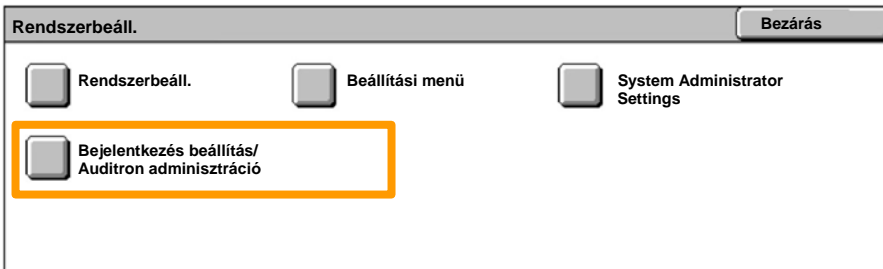 Rendszerbeáll.
Bezárás
Rendszerbeáll.
Beállítási menü
System Administrator
Settings
Bejelentkezés beállítás/
Auditron adminisztráció